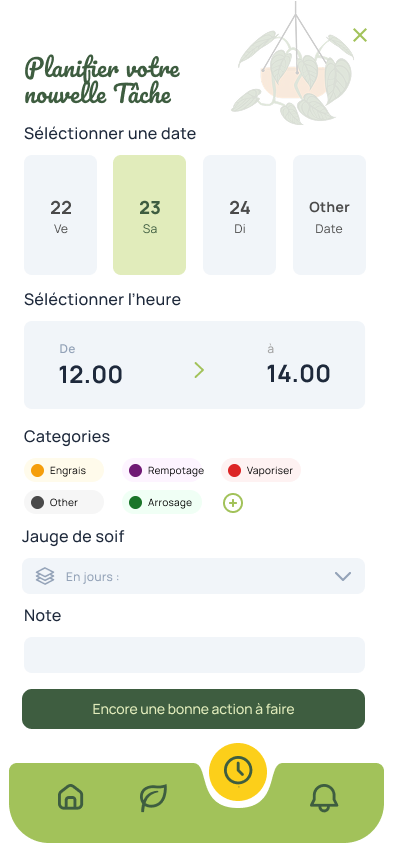 Planifier votre
nouvelle Tâche
Séléctionner une date
22 23 24 Other
Ve Sa Di Date
Séléctionner l'heure
De à
12.00 14.00
Categories
Engrais Rempotage Vaporiser
Other Arrosage
Jauge de soif
En jours :
Note
Encore une bonne action à faire